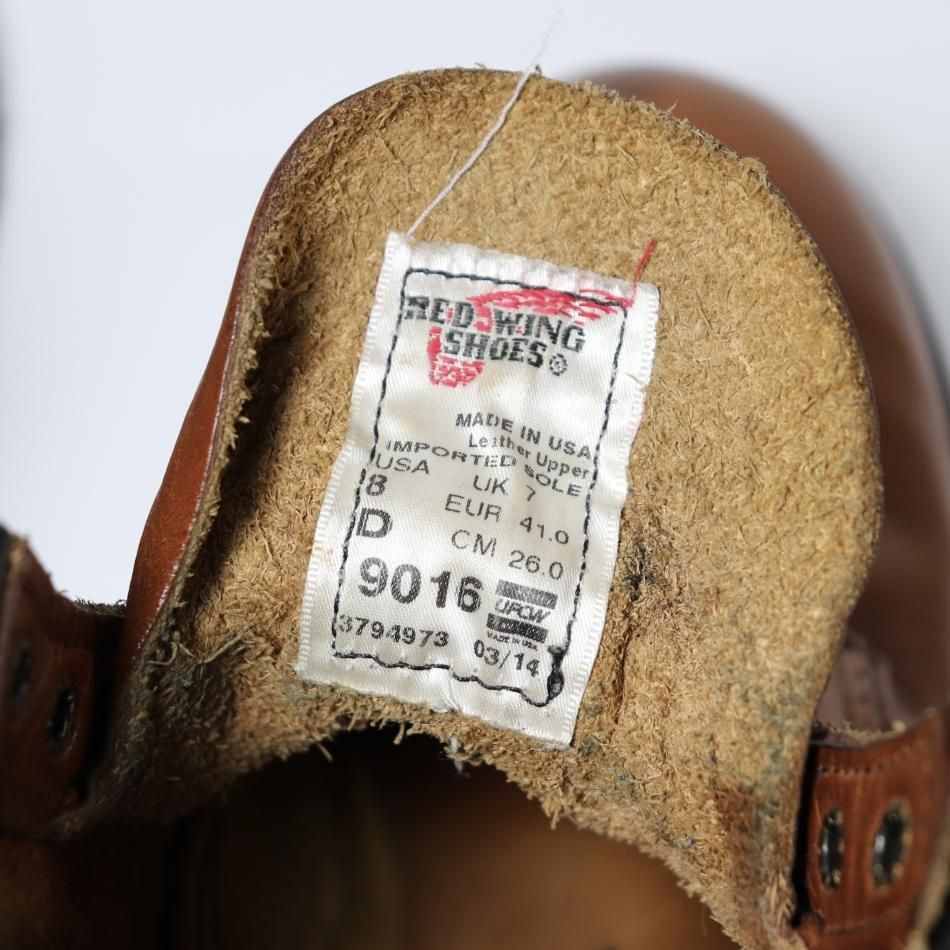 RED WING
SHOES®
MADE IN USA
Leather Upper
IMPORTED SOLE
USA UK 7
8 EUR 41.0
D CM 26.0
9016 UFCW
MADE IN USA
3794973 03/14